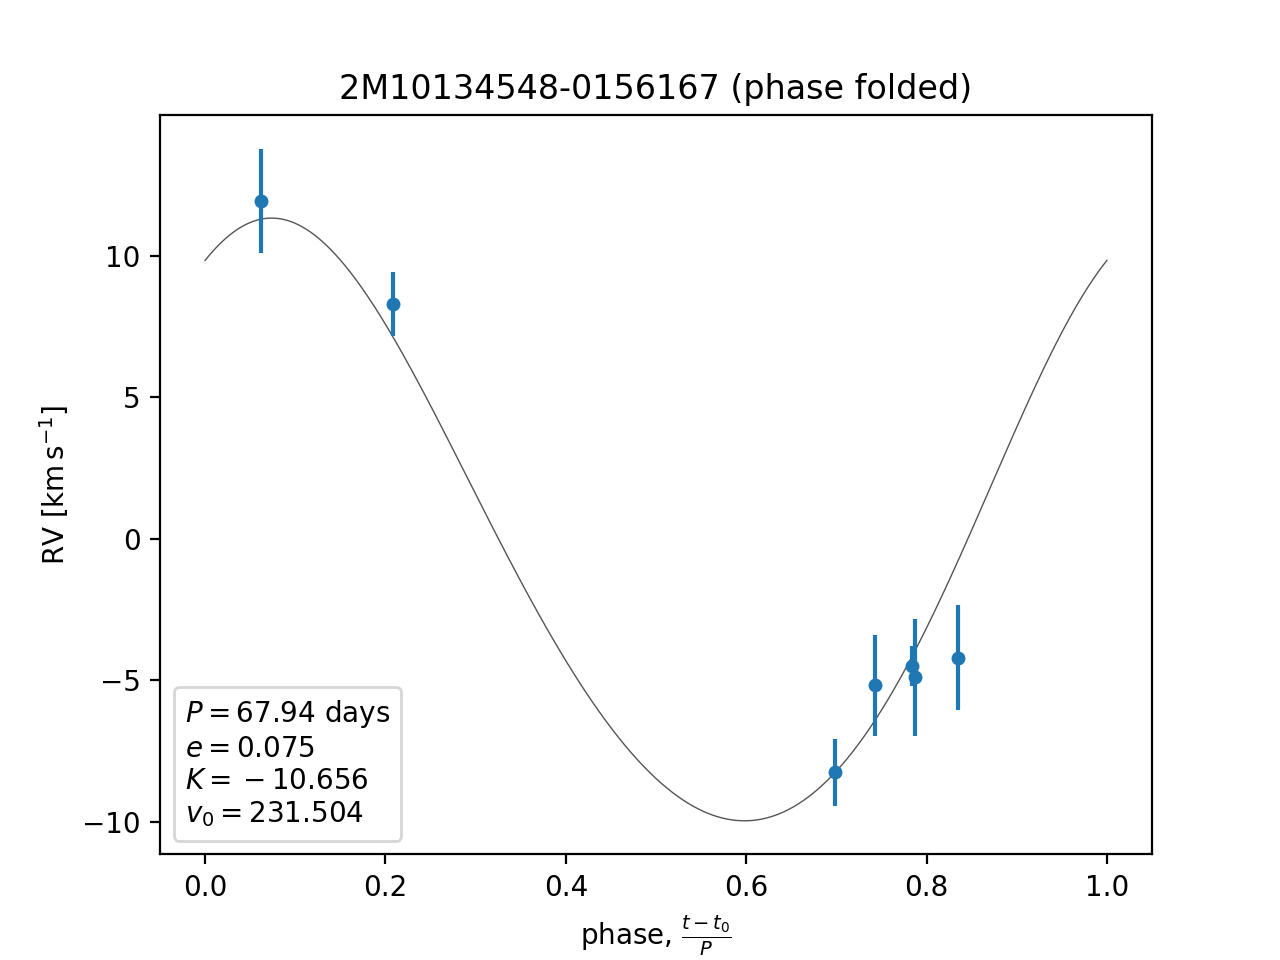 2M10134548-0156167 (phase folded)
RV [km s⁻¹]
10
5
0
−5
−10
P = 67.94 days
e = 0.075
K = −10.656
v₀ = 231.504
0.0 0.2 0.4 0.6 0.8 1.0
phase, (t − t₀)/P